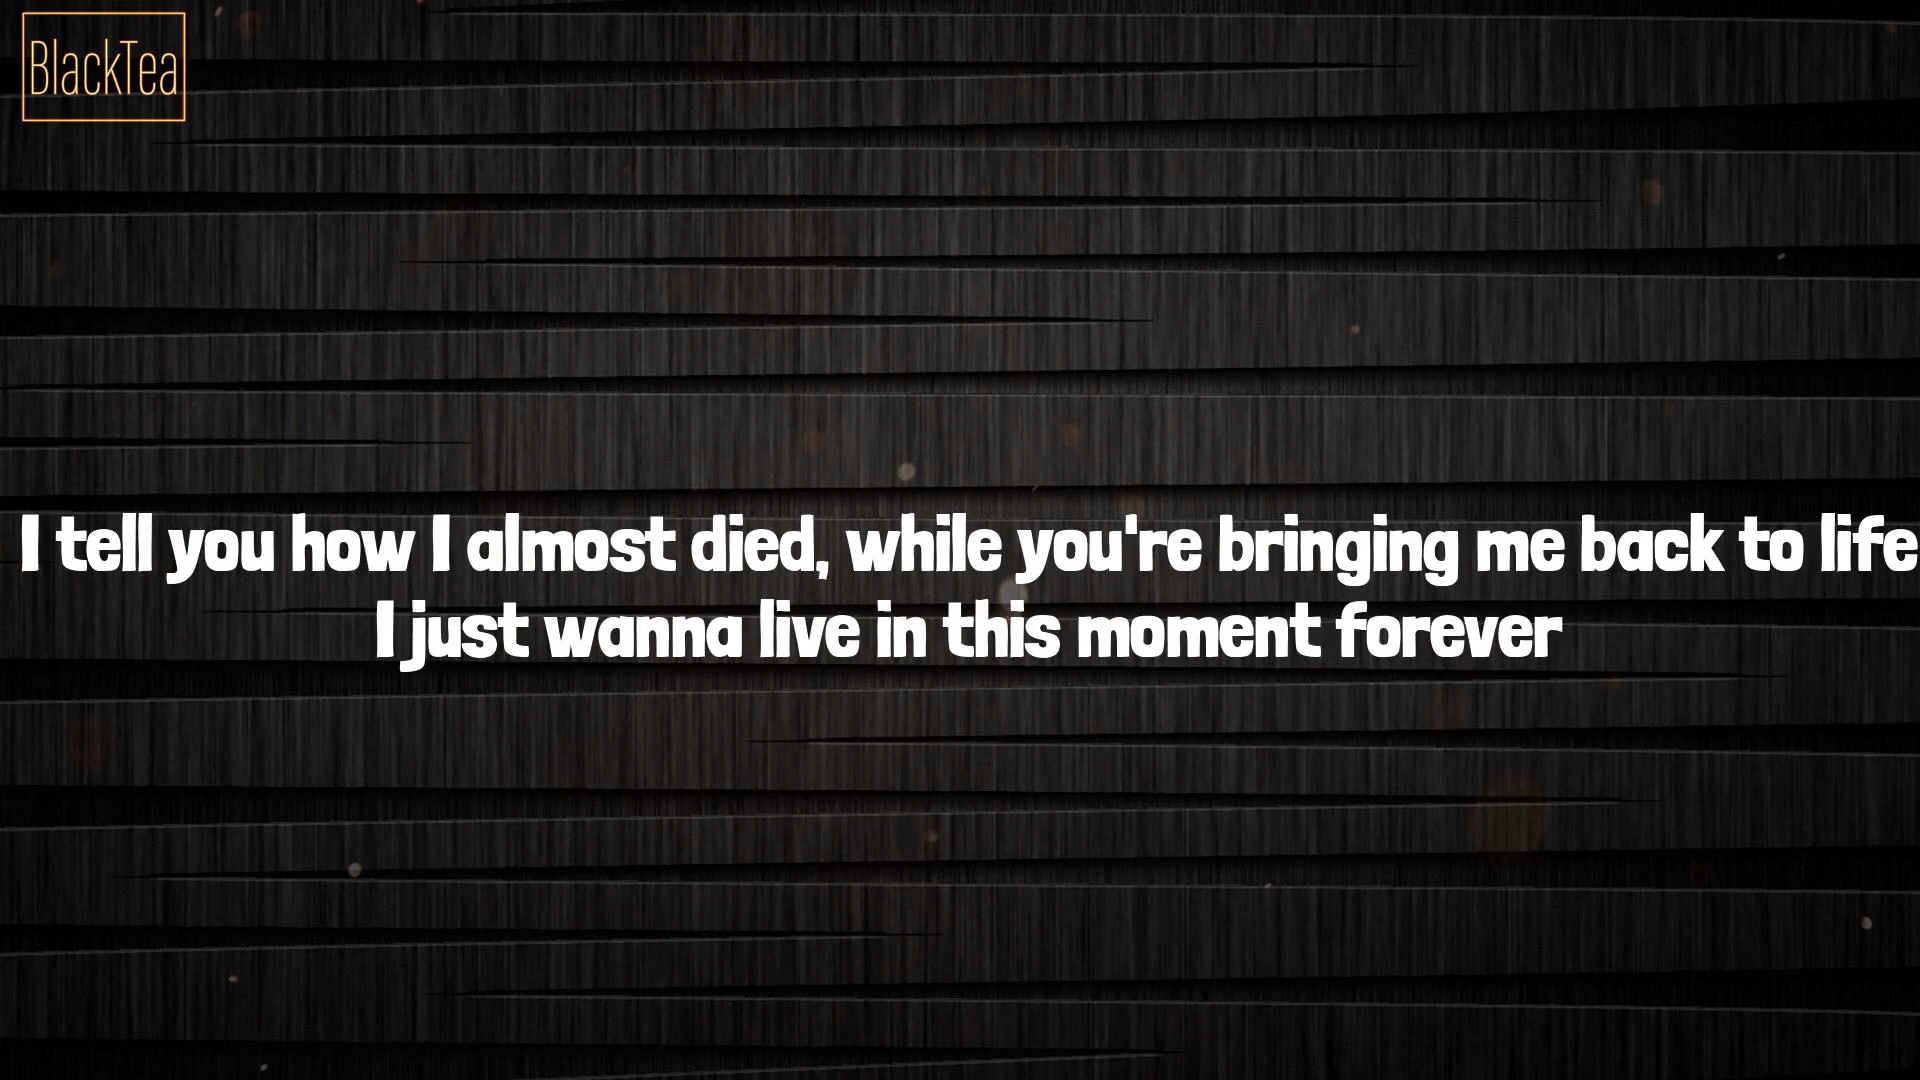 BlackTea
I tell you how I almost died, while you're bringing me back to life
I just wanna live in this moment forever